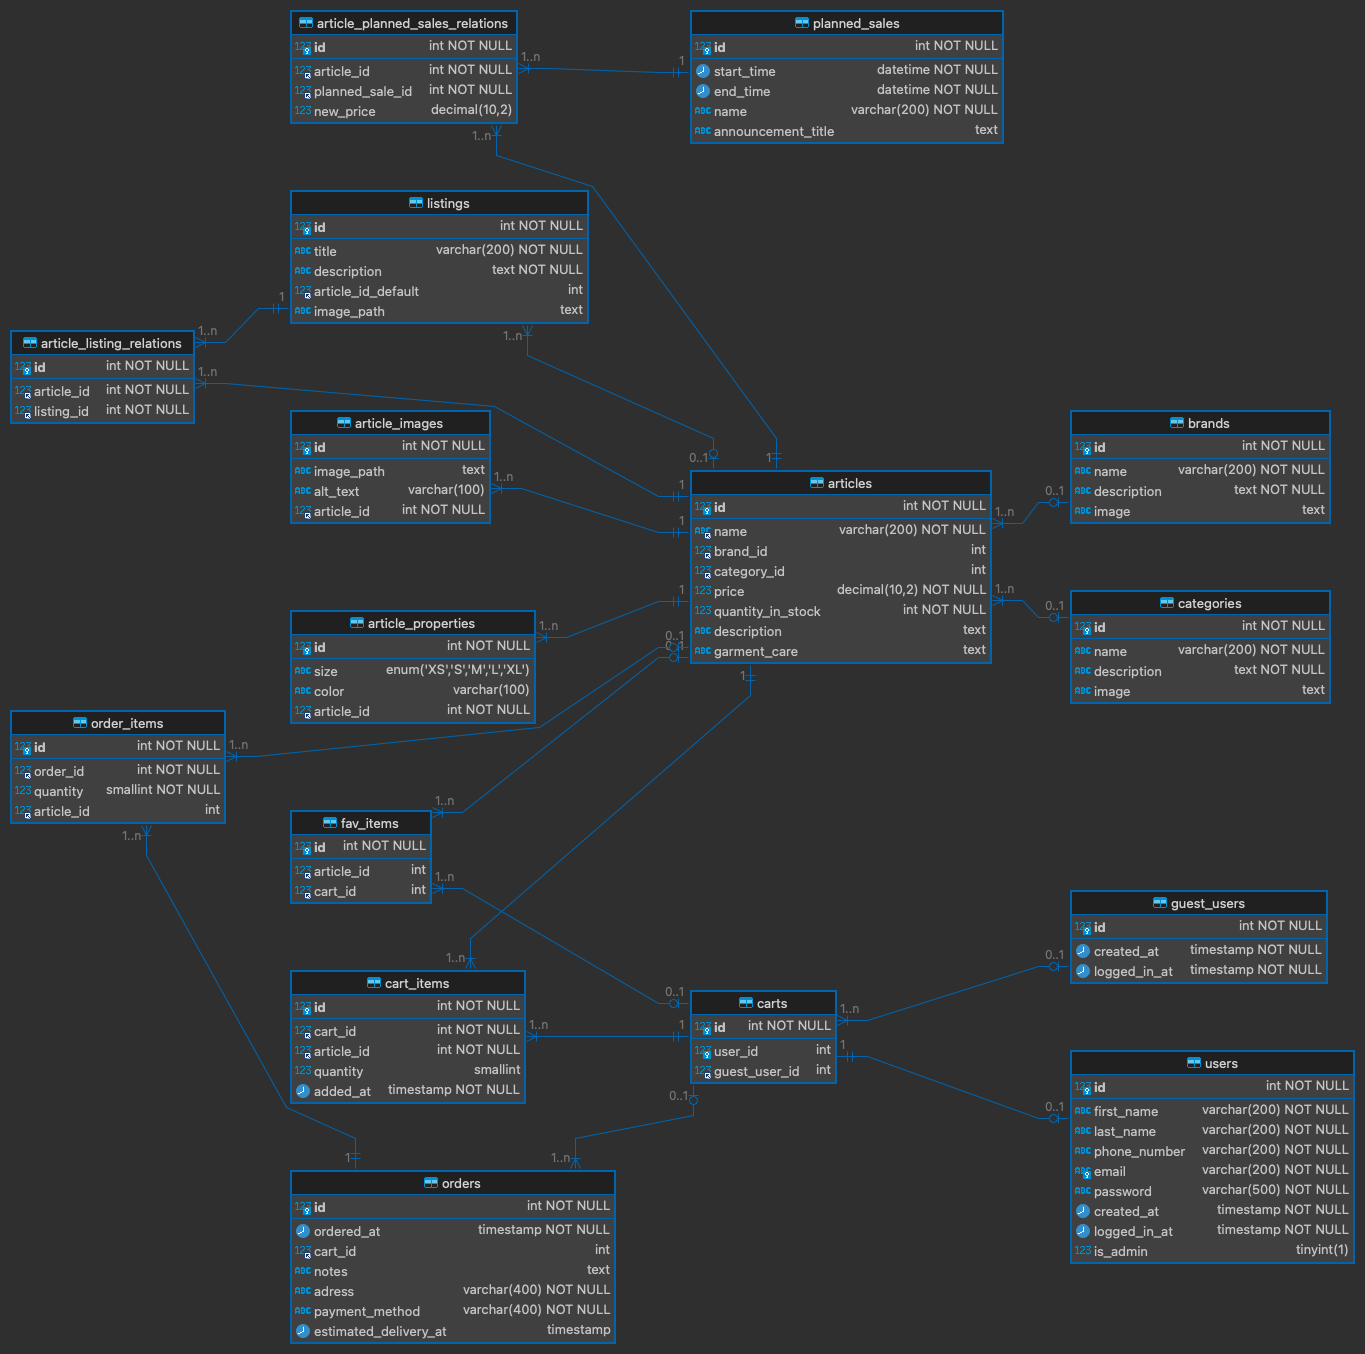 article_planned_sales_relations
id int NOT NULL
article_id int NOT NULL
planned_sale_id int NOT NULL
new_price decimal(10,2)
1..n
1
1..n
planned_sales
id int NOT NULL
start_time datetime NOT NULL
end_time datetime NOT NULL
name varchar(200) NOT NULL
announcement_title text
listings
id int NOT NULL
title varchar(200) NOT NULL
description text NOT NULL
article_id_default int
image_path text
1
1..n
1..n
article_listing_relations
id int NOT NULL
article_id int NOT NULL
listing_id int NOT NULL
1..n
article_images
id int NOT NULL
image_path text
alt_text varchar(100)
article_id int NOT NULL
1..n
0..1
1
1
1
articles
id int NOT NULL
name varchar(200) NOT NULL
brand_id int
category_id int
price decimal(10,2) NOT NULL
quantity_in_stock int NOT NULL
description text
garment_care text
1..n
0..1
1..n
0..1
brands
id int NOT NULL
name varchar(200) NOT NULL
description text NOT NULL
image text
categories
id int NOT NULL
name varchar(200) NOT NULL
description text NOT NULL
image text
article_properties
id int NOT NULL
size enum('XS','S','M','L','XL')
color varchar(100)
article_id int NOT NULL
1..n
1
0..1
0..1
1
order_items
id int NOT NULL
order_id int NOT NULL
quantity smallint NOT NULL
article_id int
1..n
1..n
fav_items
id int NOT NULL
article_id int
cart_id int
1..n
1..n
1..n
cart_items
id int NOT NULL
cart_id int NOT NULL
article_id int NOT NULL
quantity smallint
added_at timestamp NOT NULL
1..n
0..1
1
carts
id int NOT NULL
user_id int
guest_user_id int
1..n
1
0..1
0..1
0..1
guest_users
id int NOT NULL
created_at timestamp NOT NULL
logged_in_at timestamp NOT NULL
users
id int NOT NULL
first_name varchar(200) NOT NULL
last_name varchar(200) NOT NULL
phone_number varchar(200) NOT NULL
email varchar(200) NOT NULL
password varchar(500) NOT NULL
created_at timestamp NOT NULL
logged_in_at timestamp NOT NULL
is_admin tinyint(1)
1
1..n
orders
id int NOT NULL
ordered_at timestamp NOT NULL
cart_id int
notes text
adress varchar(400) NOT NULL
payment_method varchar(400) NOT NULL
estimated_delivery_at timestamp